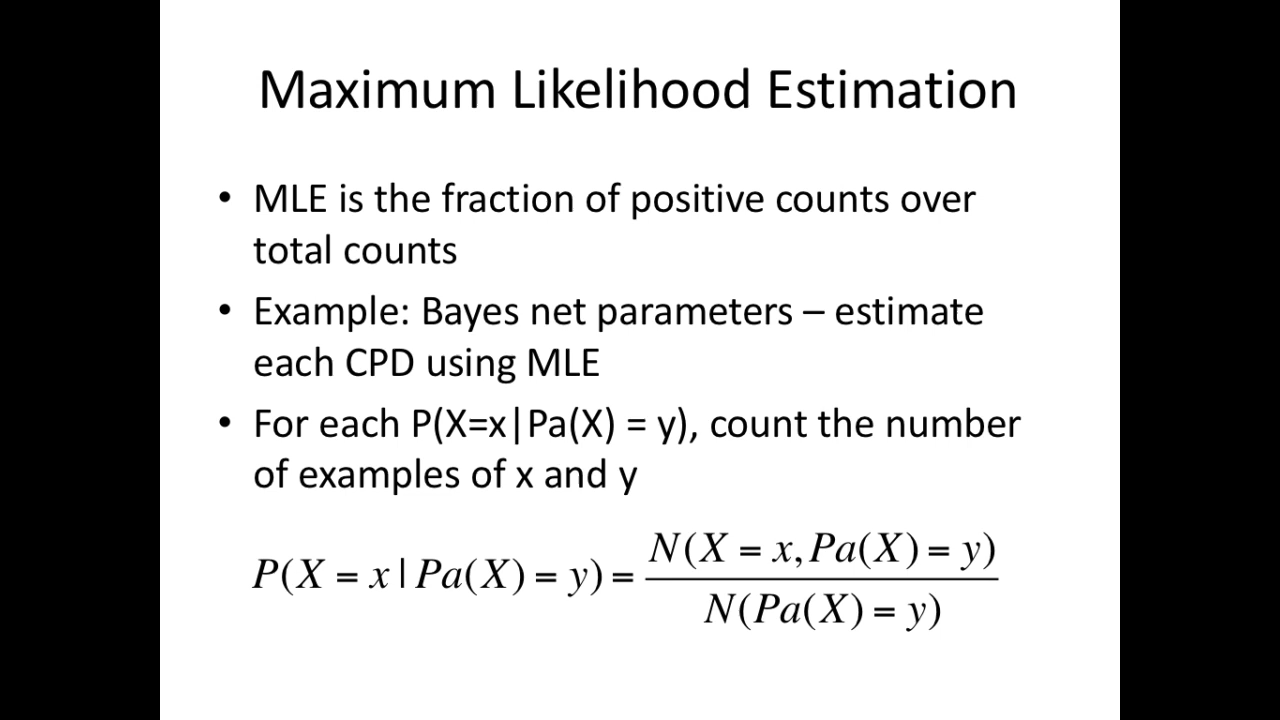 Maximum Likelihood Estimation
• MLE is the fraction of positive counts over
total counts
• Example: Bayes net parameters – estimate
each CPD using MLE
• For each P(X=x|Pa(X) = y), count the number
of examples of x and y
N(X = x, Pa(X) = y)
P(X = x | Pa(X) = y) =
N(Pa(X) = y)